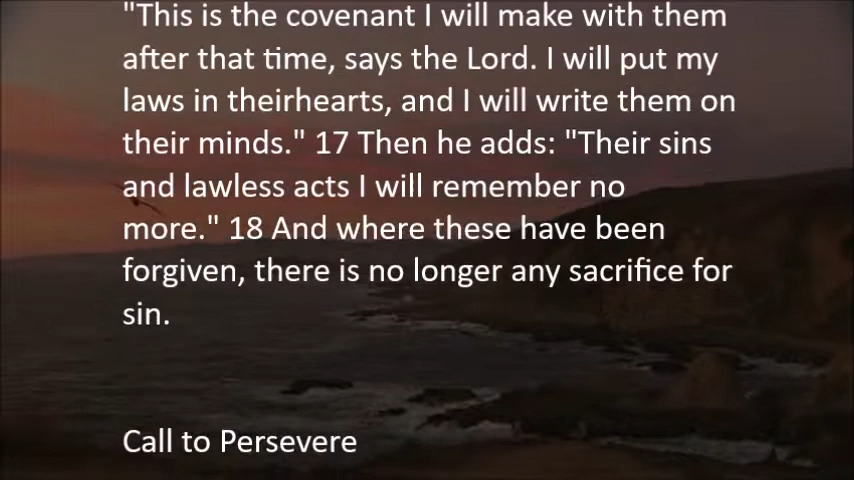 "This is the covenant I will make with them
after that time, says the Lord. I will put my
laws in theirhearts, and I will write them on
their minds." 17 Then he adds: "Their sins
and lawless acts I will remember no
more." 18 And where these have been
forgiven, there is no longer any sacrifice for
sin.
Call to Persevere